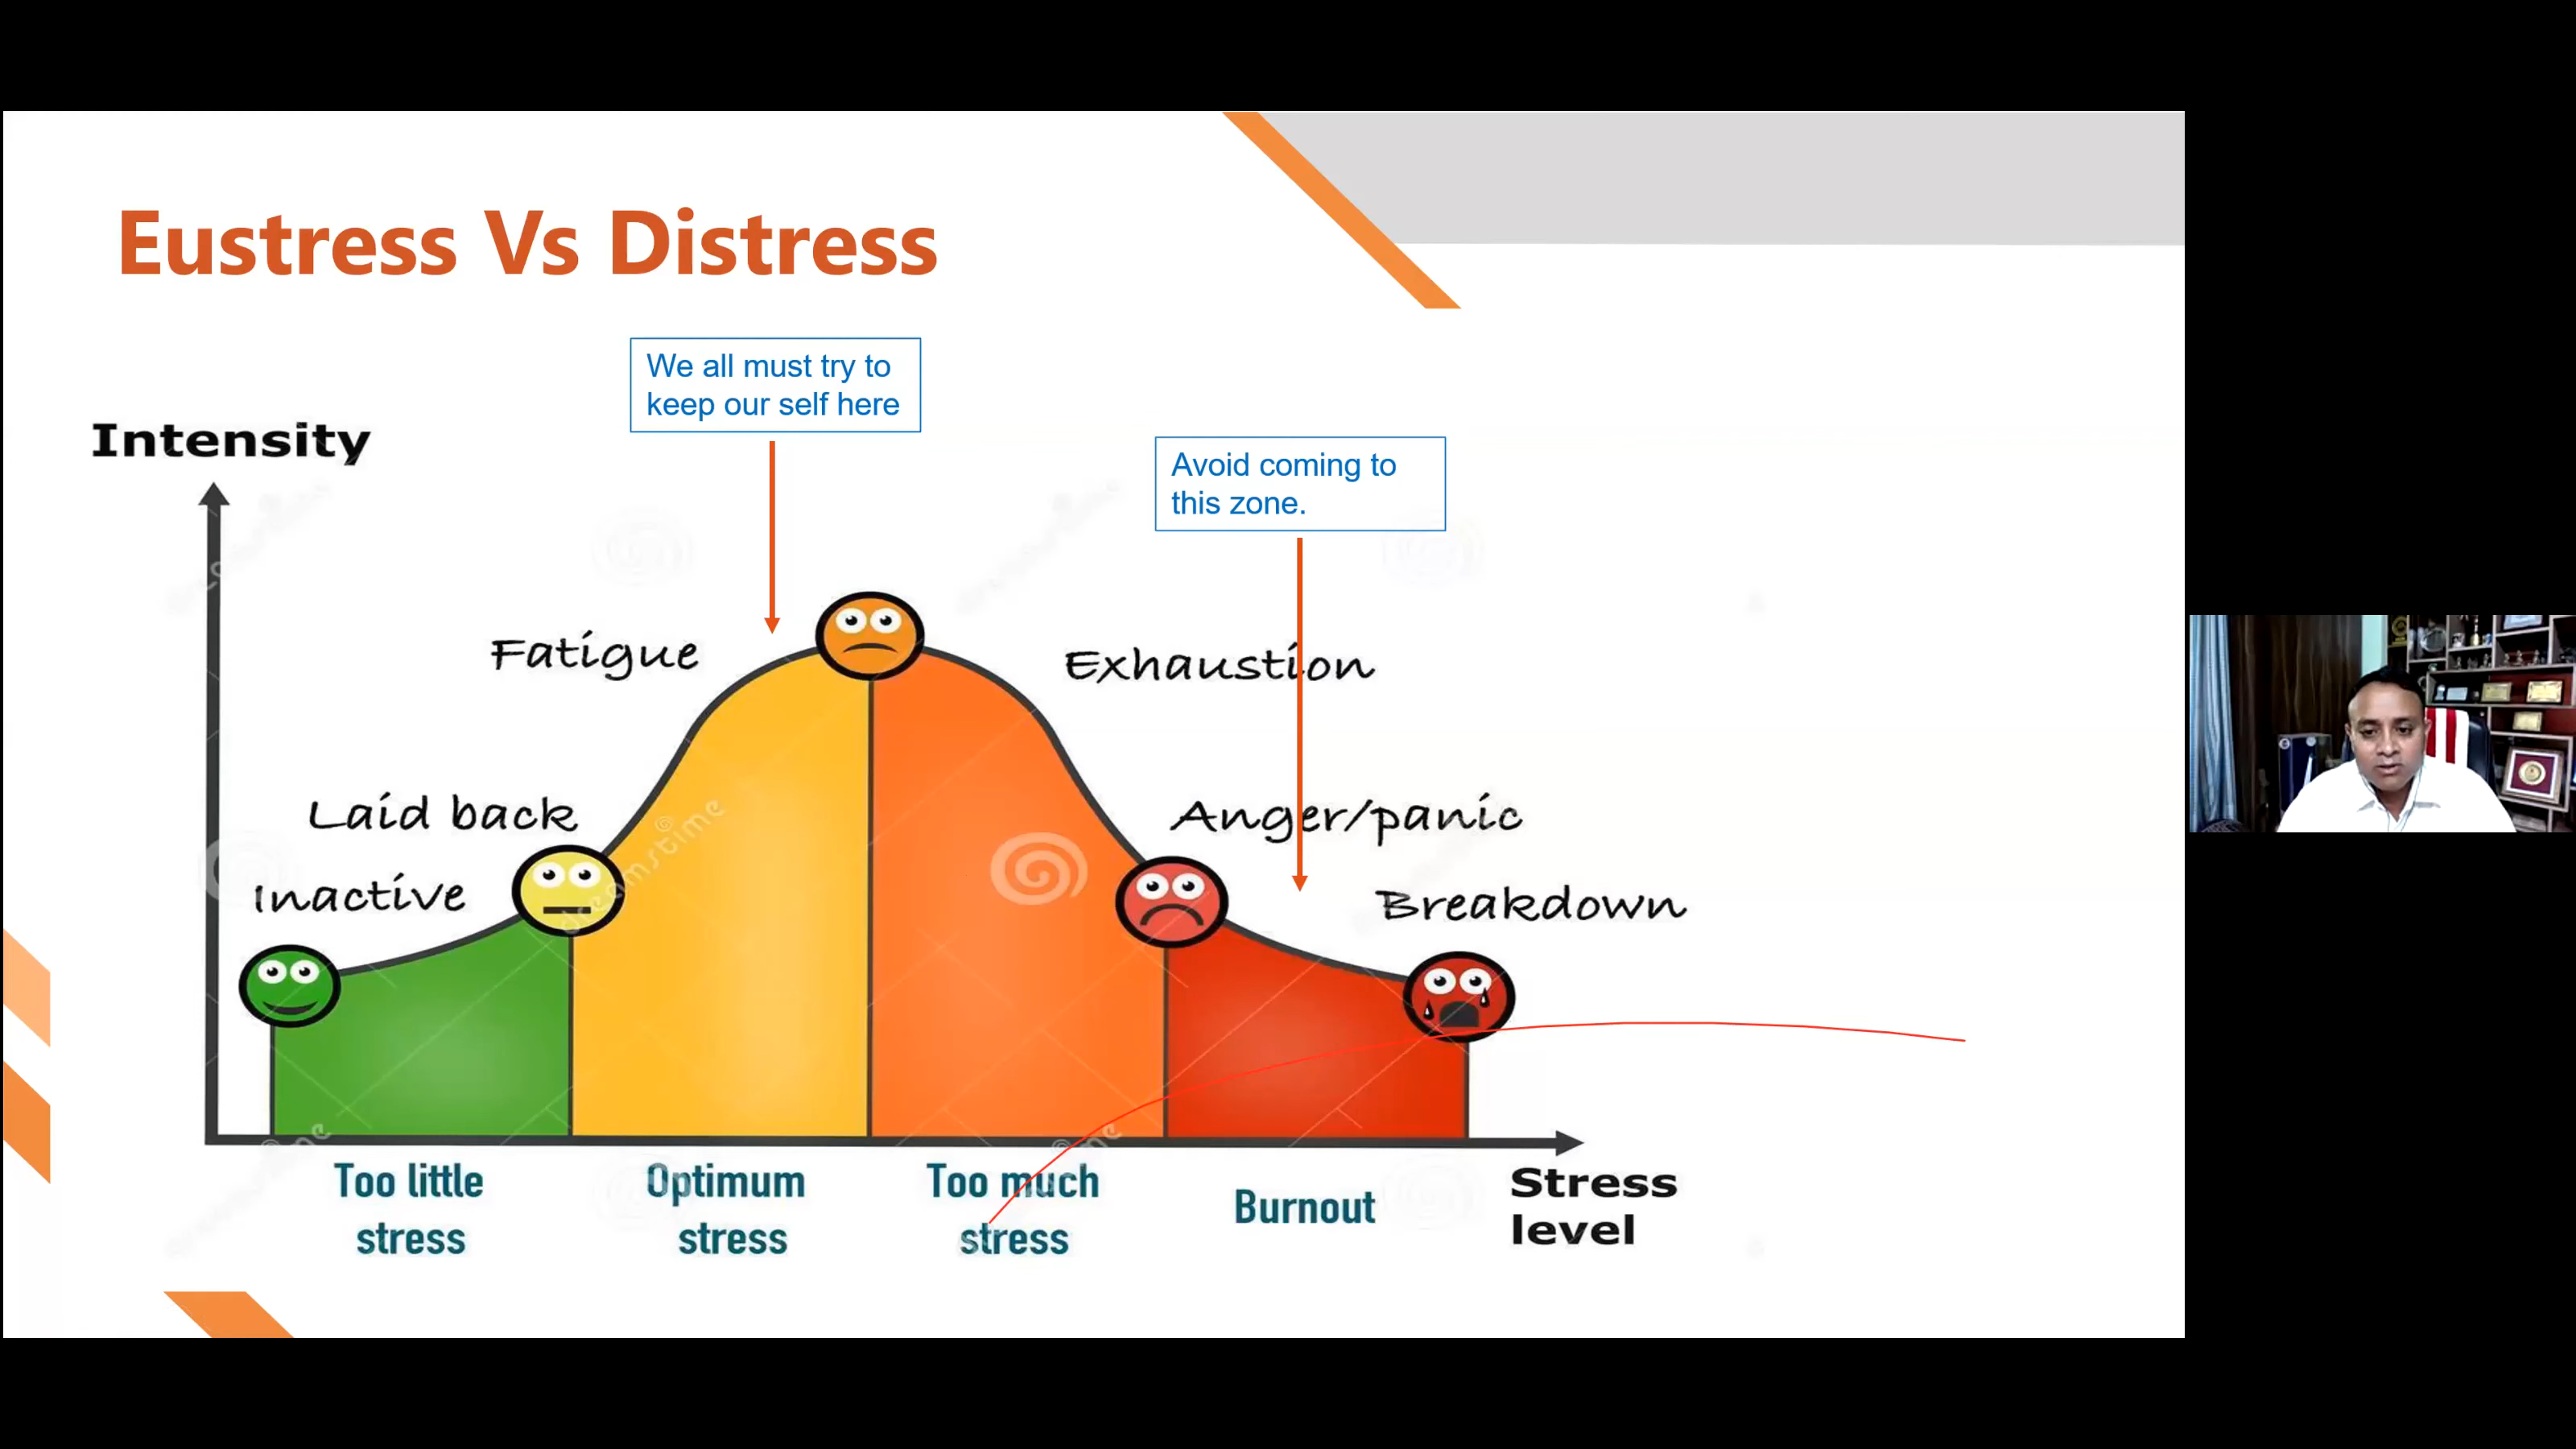 Eustress Vs Distress
We all must try to
keep our self here
Avoid coming to
this zone.
Intensity
Fatigue
Exhaustion
Laid back
Anger/panic
Inactive
Breakdown
dreamstime
Too little
stress
Optimum
stress
Too much
stress
Burnout
Stress
level